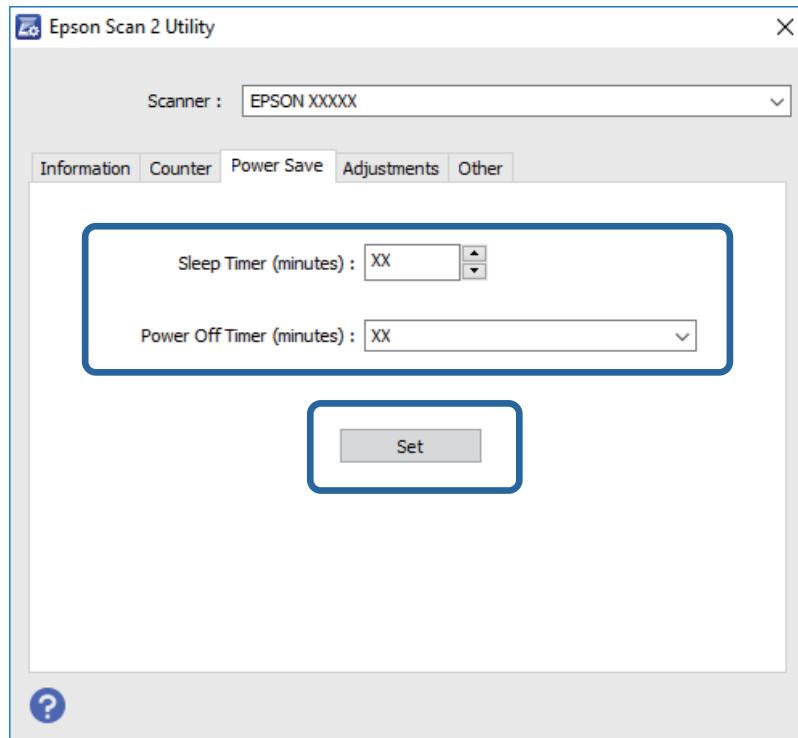 Epson Scan 2 Utility
Scanner : EPSON XXXXX
Information Counter Power Save Adjustments Other
Sleep Timer (minutes) : XX
Power Off Timer (minutes) : XX
Set
?